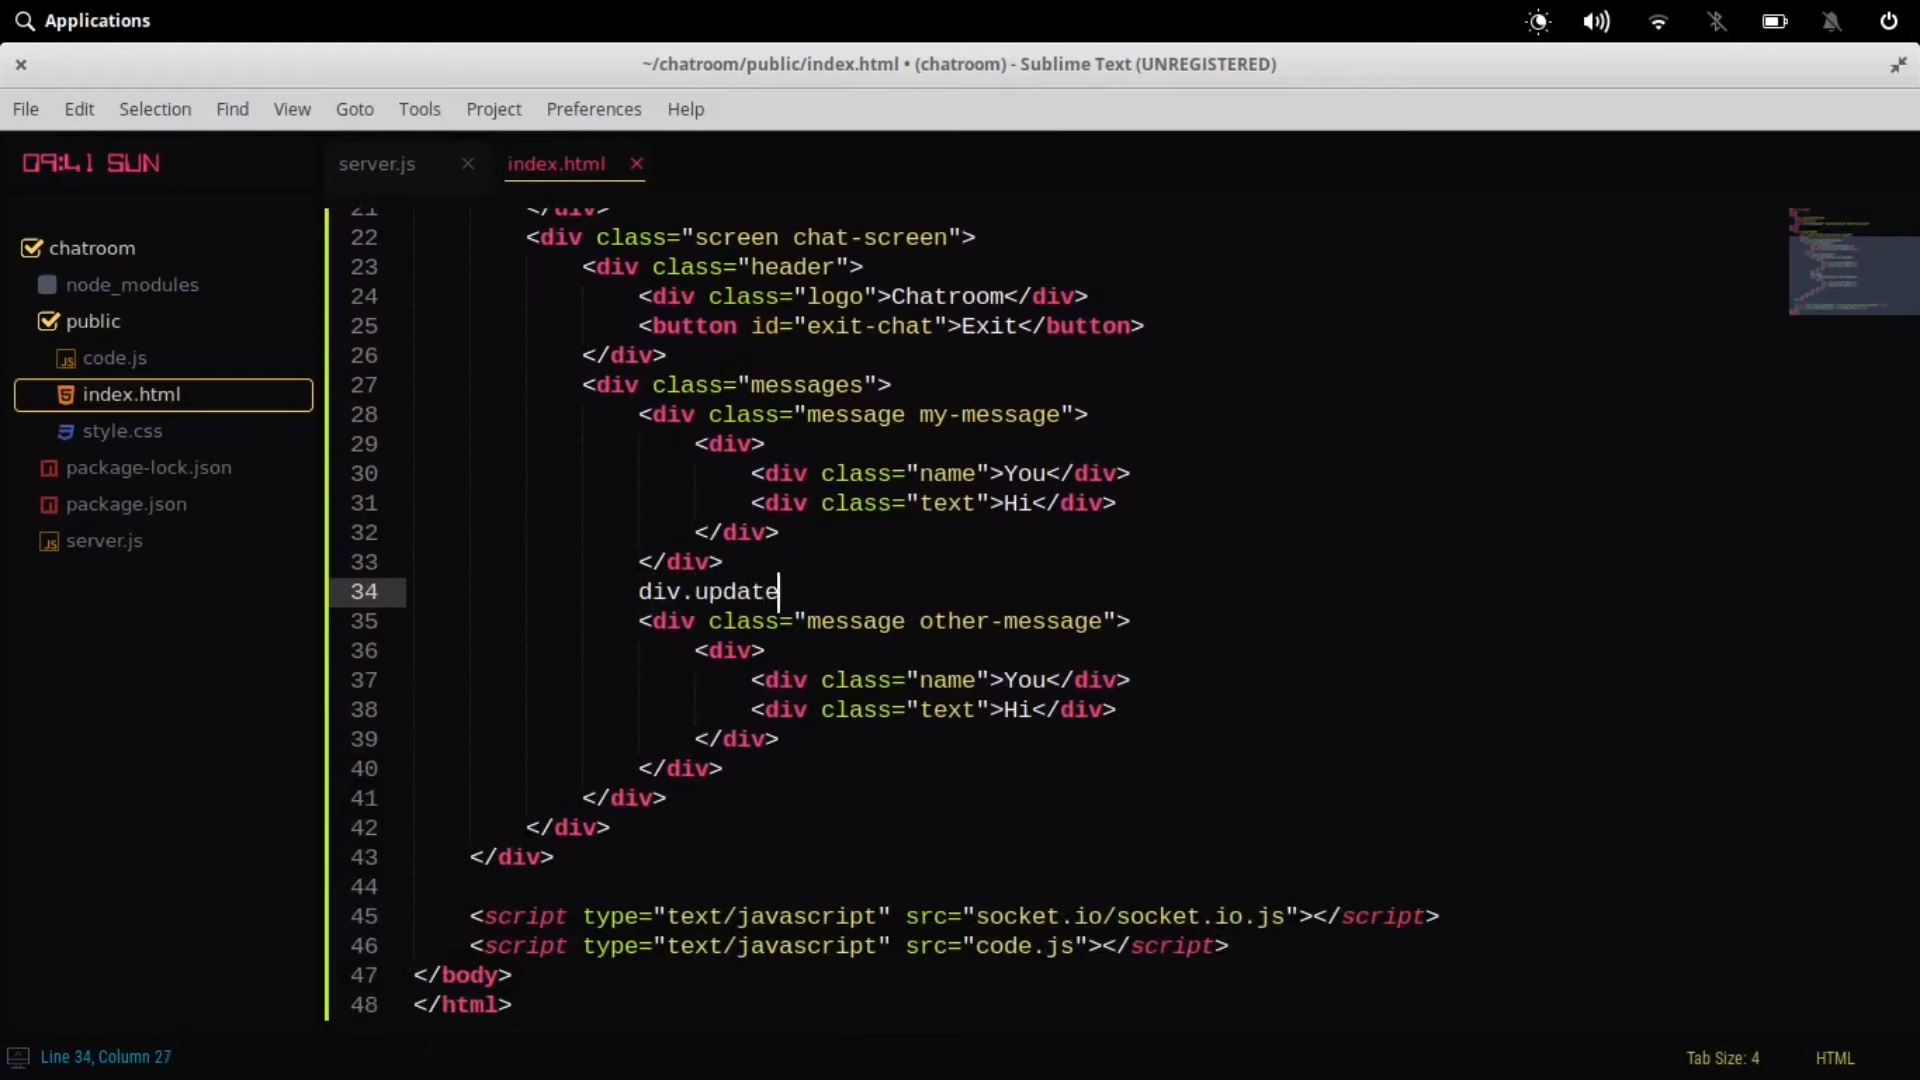 Applications
~/chatroom/public/index.html • (chatroom) - Sublime Text (UNREGISTERED)
File Edit Selection Find View Goto Tools Project Preferences Help
09:41 SUN
server.js index.html
chatroom
node_modules
public
code.js
index.html
style.css
package-lock.json
package.json
server.js
21 </div>
22 <div class="screen chat-screen">
23 <div class="header">
24 <div class="logo">Chatroom</div>
25 <button id="exit-chat">Exit</button>
26 </div>
27 <div class="messages">
28 <div class="message my-message">
29 <div>
30 <div class="name">You</div>
31 <div class="text">Hi</div>
32 </div>
33 </div>
34 div.update
35 <div class="message other-message">
36 <div>
37 <div class="name">You</div>
38 <div class="text">Hi</div>
39 </div>
40 </div>
41 </div>
42 </div>
43 </div>
44
45 <script type="text/javascript" src="socket.io/socket.io.js"></script>
46 <script type="text/javascript" src="code.js"></script>
47 </body>
48 </html>
Line 34, Column 27
Tab Size: 4 HTML